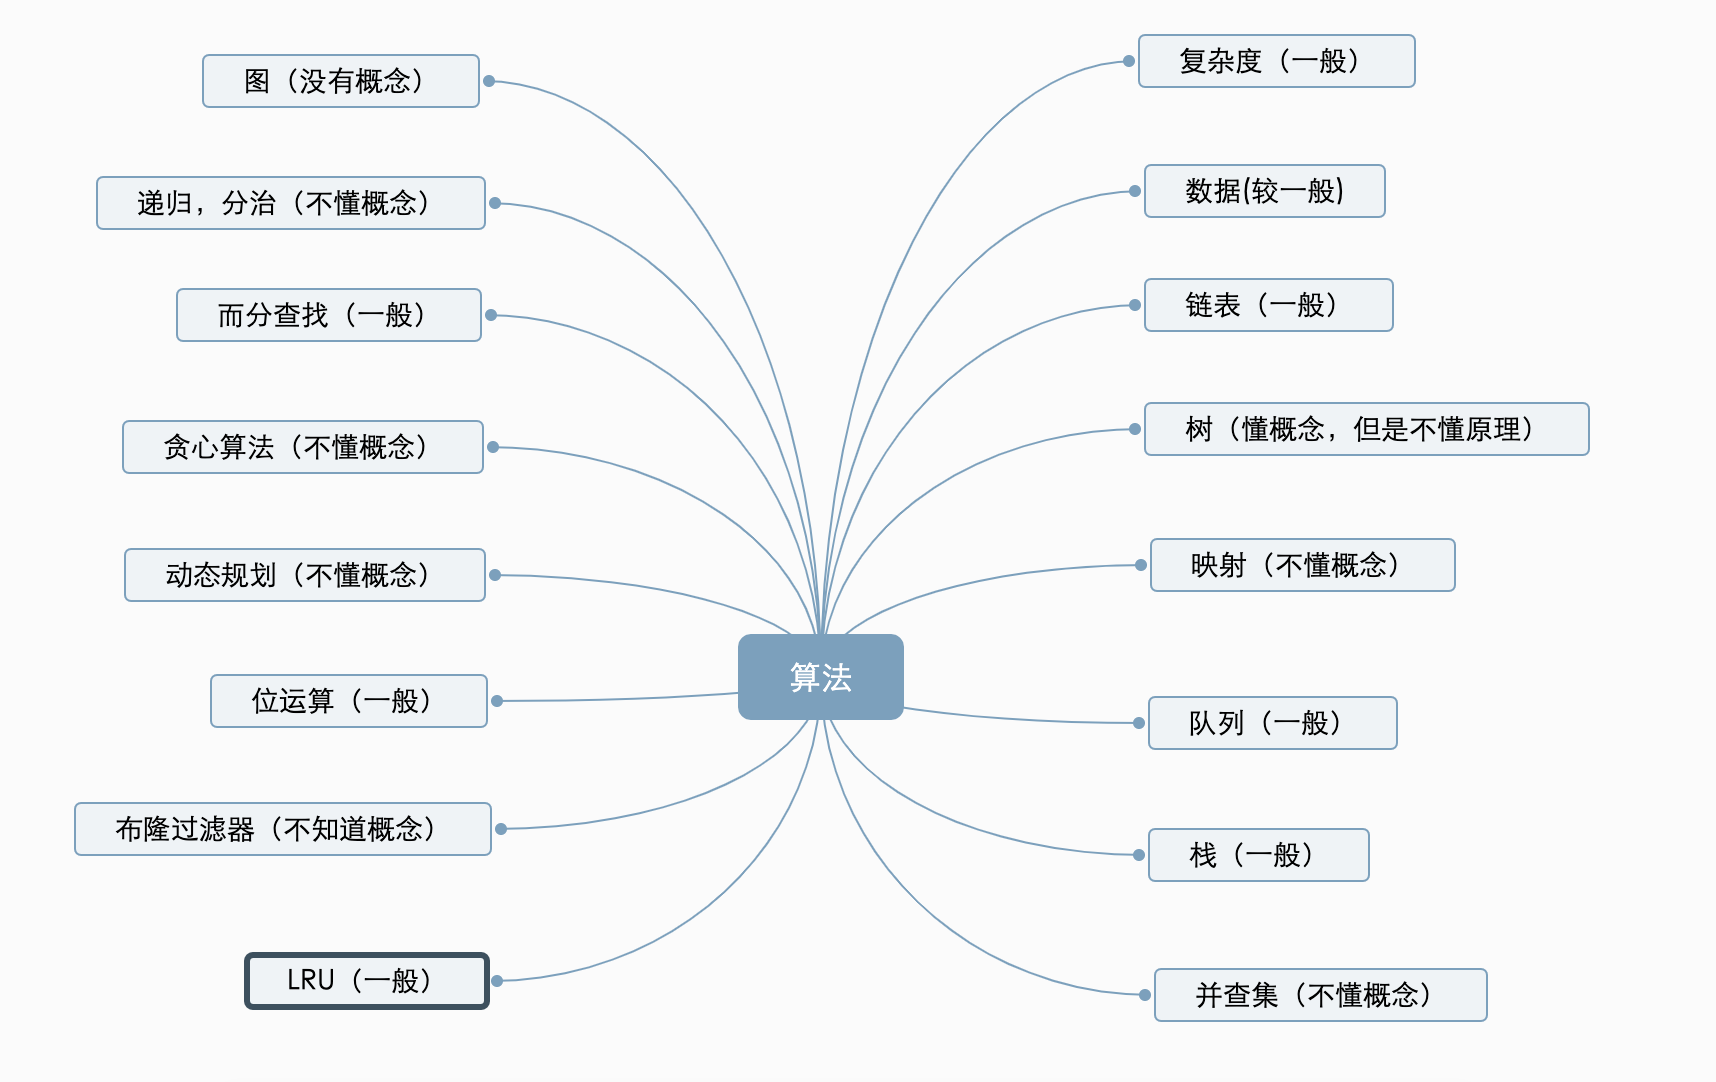 图（没有概念）
递归，分治（不懂概念）
而分查找（一般）
贪心算法（不懂概念）
动态规划（不懂概念）
位运算（一般）
布隆过滤器（不知道概念）
LRU（一般）
算法
复杂度（一般）
数据(较一般)
链表（一般）
树（懂概念，但是不懂原理）
映射（不懂概念）
队列（一般）
栈（一般）
并查集（不懂概念）